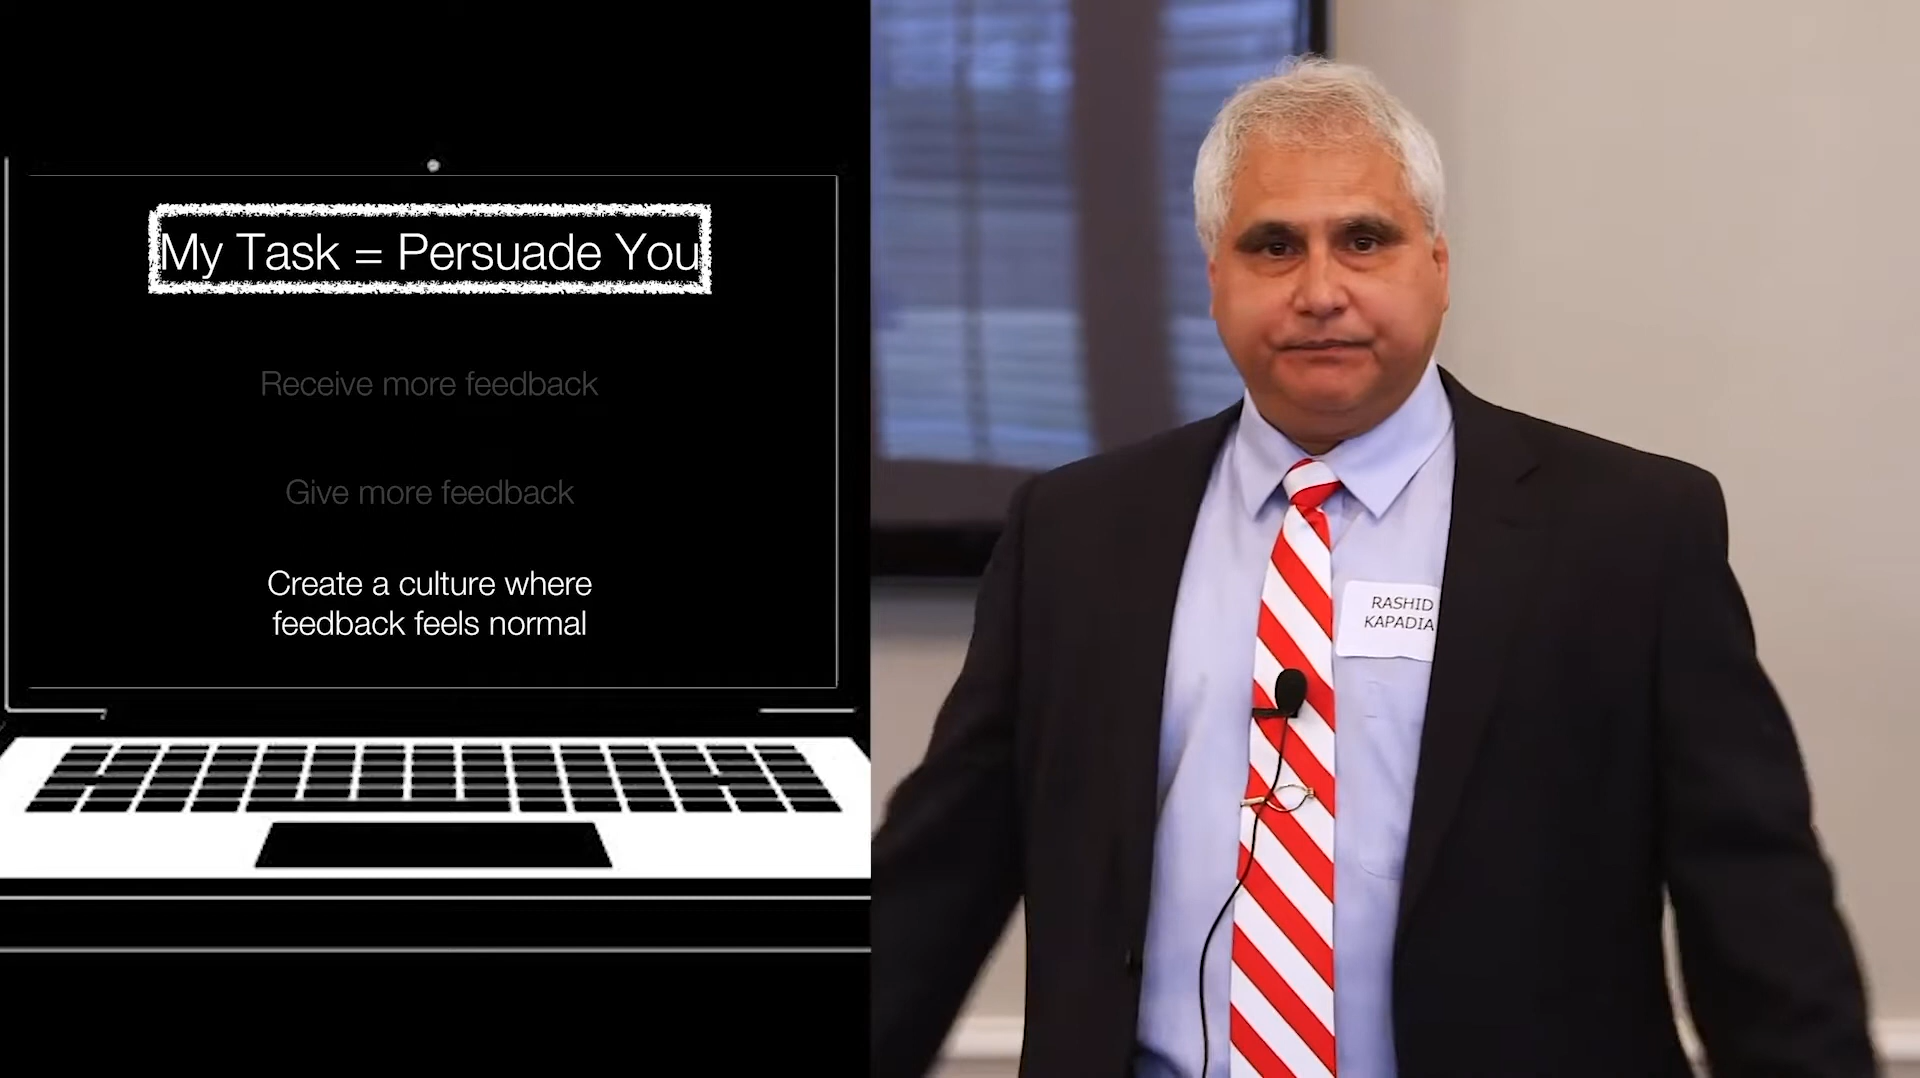 My Task = Persuade You
Receive more feedback
Give more feedback
Create a culture where
feedback feels normal
RASHID
KAPADIA